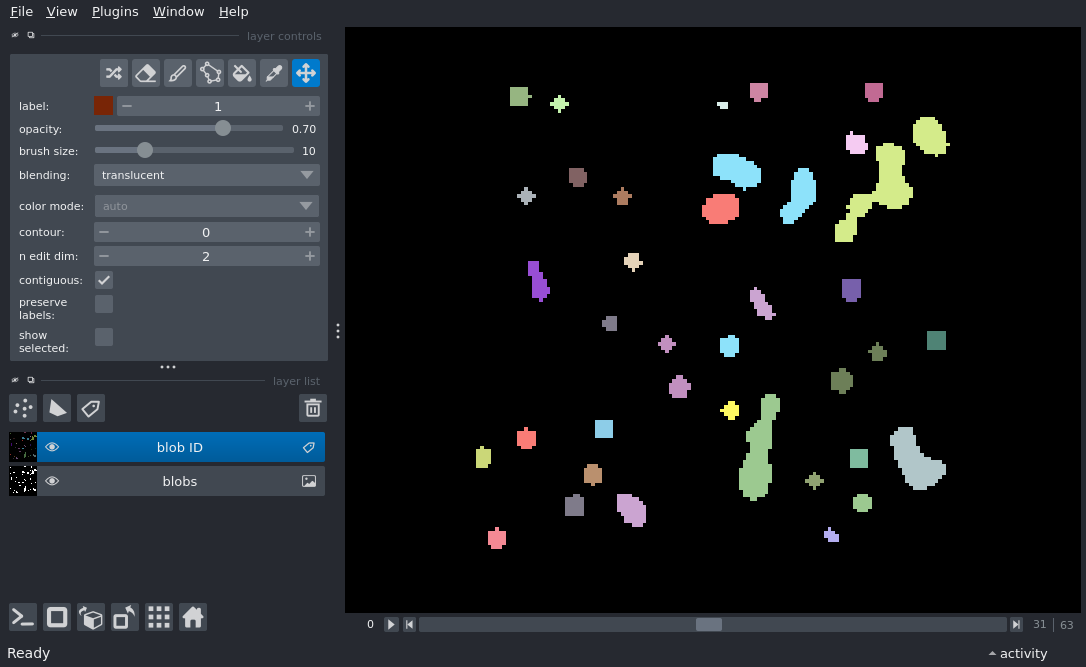 File View Plugins Window Help
layer controls
label: 1
opacity: 0.70
brush size: 10
blending: translucent
color mode: auto
contour: 0
n edit dim: 2
contiguous:
preserve
labels:
show
selected:
layer list
blob ID
blobs
0 31 | 63
Ready activity